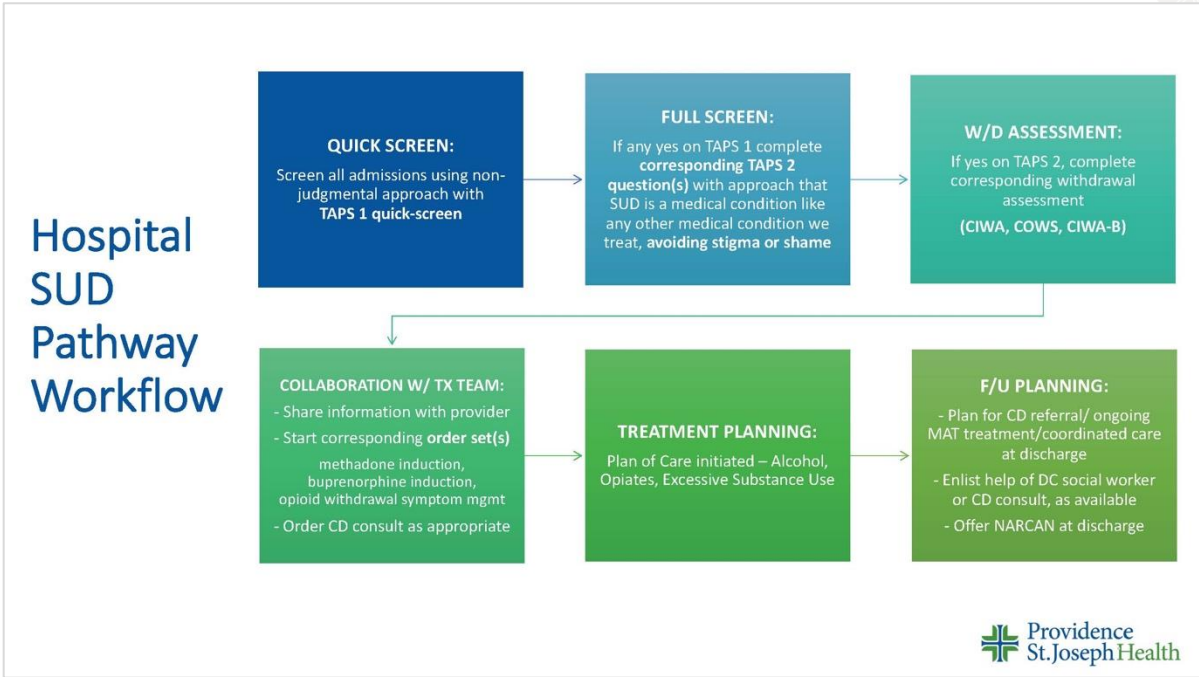 Hospital
SUD
Pathway
Workflow
QUICK SCREEN:
Screen all admissions using non-
judgmental approach with
TAPS 1 quick-screen
FULL SCREEN:
If any yes on TAPS 1 complete
corresponding TAPS 2
question(s) with approach that
SUD is a medical condition like
any other medical condition we
treat, avoiding stigma or shame
W/D ASSESSMENT:
If yes on TAPS 2, complete
corresponding withdrawal
assessment
(CIWA, COWS, CIWA-B)
COLLABORATION W/ TX TEAM:
- Share information with provider
- Start corresponding order set(s)
methadone induction,
buprenorphine induction,
opioid withdrawal symptom mgmt
- Order CD consult as appropriate
TREATMENT PLANNING:
Plan of Care initiated – Alcohol,
Opiates, Excessive Substance Use
F/U PLANNING:
- Plan for CD referral/ ongoing
MAT treatment/coordinated care
at discharge
- Enlist help of DC social worker
or CD consult, as available
- Offer NARCAN at discharge
Providence
St.JosephHealth